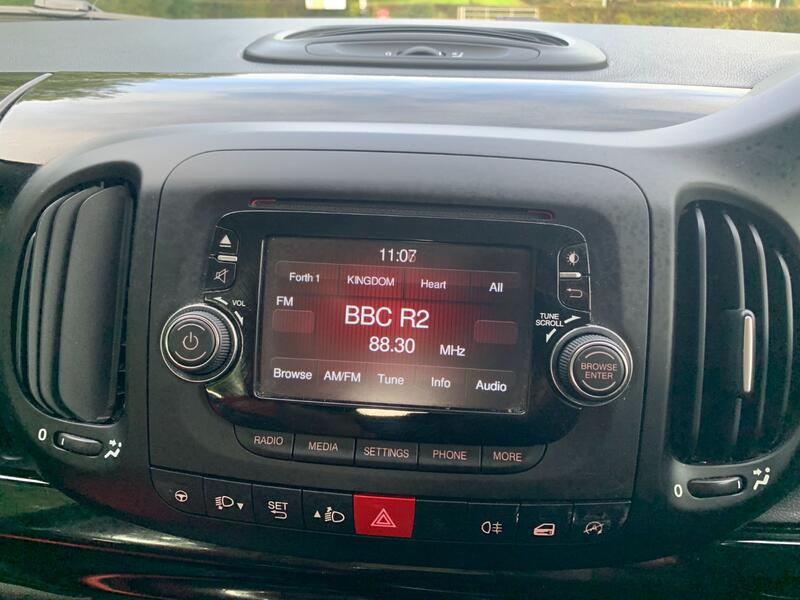 11:07
Forth 1 KINGDOM Heart All
FM
BBC R2
88.30 MHz
Browse AM/FM Tune Info Audio
VOL
TUNE
SCROLL
BROWSE
ENTER
RADIO MEDIA SETTINGS PHONE MORE
0
0
SET